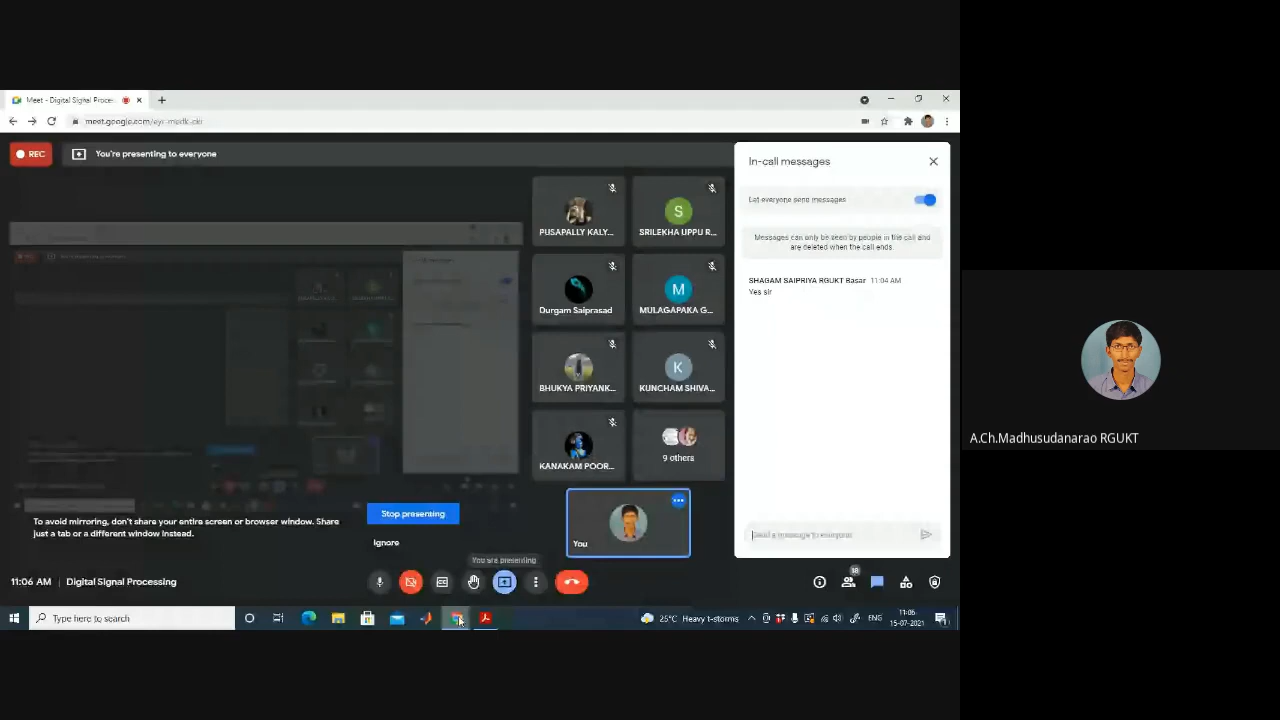 Meet - Digital Signal Proce
REC
You're presenting to everyone
In-call messages
Let everyone send messages
Messages can only be seen by people in the call and
are deleted when the call ends
SHAGAM SAIPRIYA RGUKT Basar 11:04 AM
Yes sir
PUSAPALLY KALY...
SRILEKHA UPPU R...
Durgam Saiprasad
MULAGAPAKA G...
BHUKYA PRIYANK...
KUNCHAM SHIVA...
KANAKAM POOR...
9 others
You
To avoid mirroring, don't share your entire screen or browser window. Share
just a tab or a different window instead.
Stop presenting
Ignore
You are presenting
Send a message to everyone
11:06 AM | Digital Signal Processing
18
Type here to search
25°C Heavy t-storms
ENG
11:06
15-07-2021
A.Ch.Madhusudanarao RGUKT